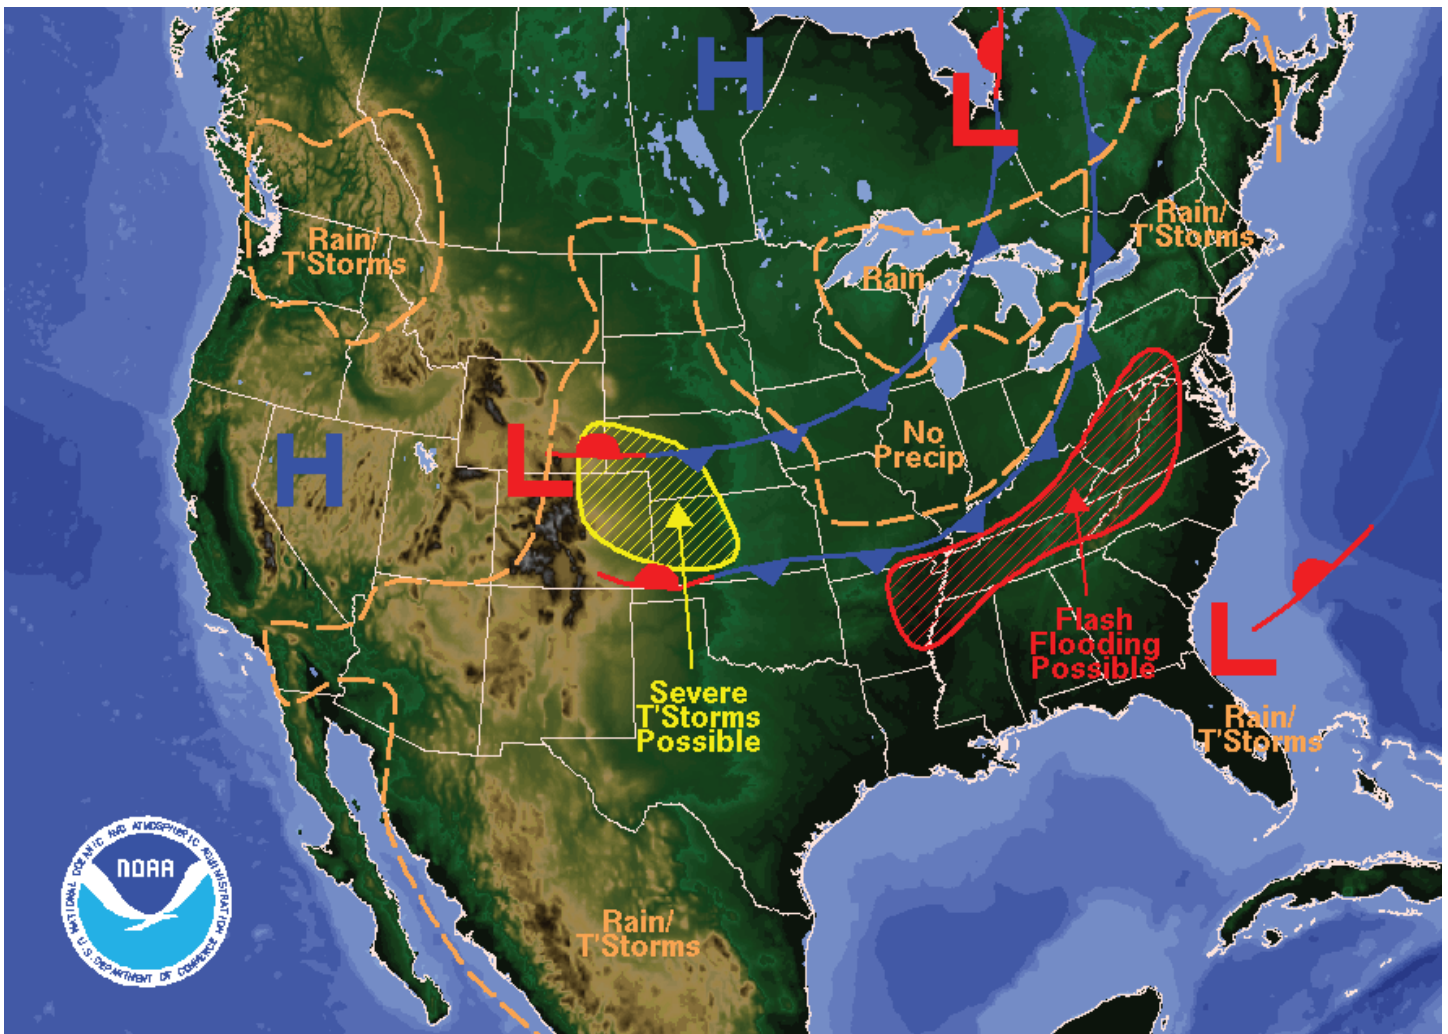 H
L
Rain/
T'Storms
Rain/
T'Storms
Rain
H
L
No
Precip
L
Flash
Flooding
Possible
Severe
T'Storms
Possible
Rain/
T'Storms
Rain/
T'Storms
NATIONAL OCEANIC AND ATMOSPHERIC ADMINISTRATION
NOAA
U.S. DEPARTMENT OF COMMERCE